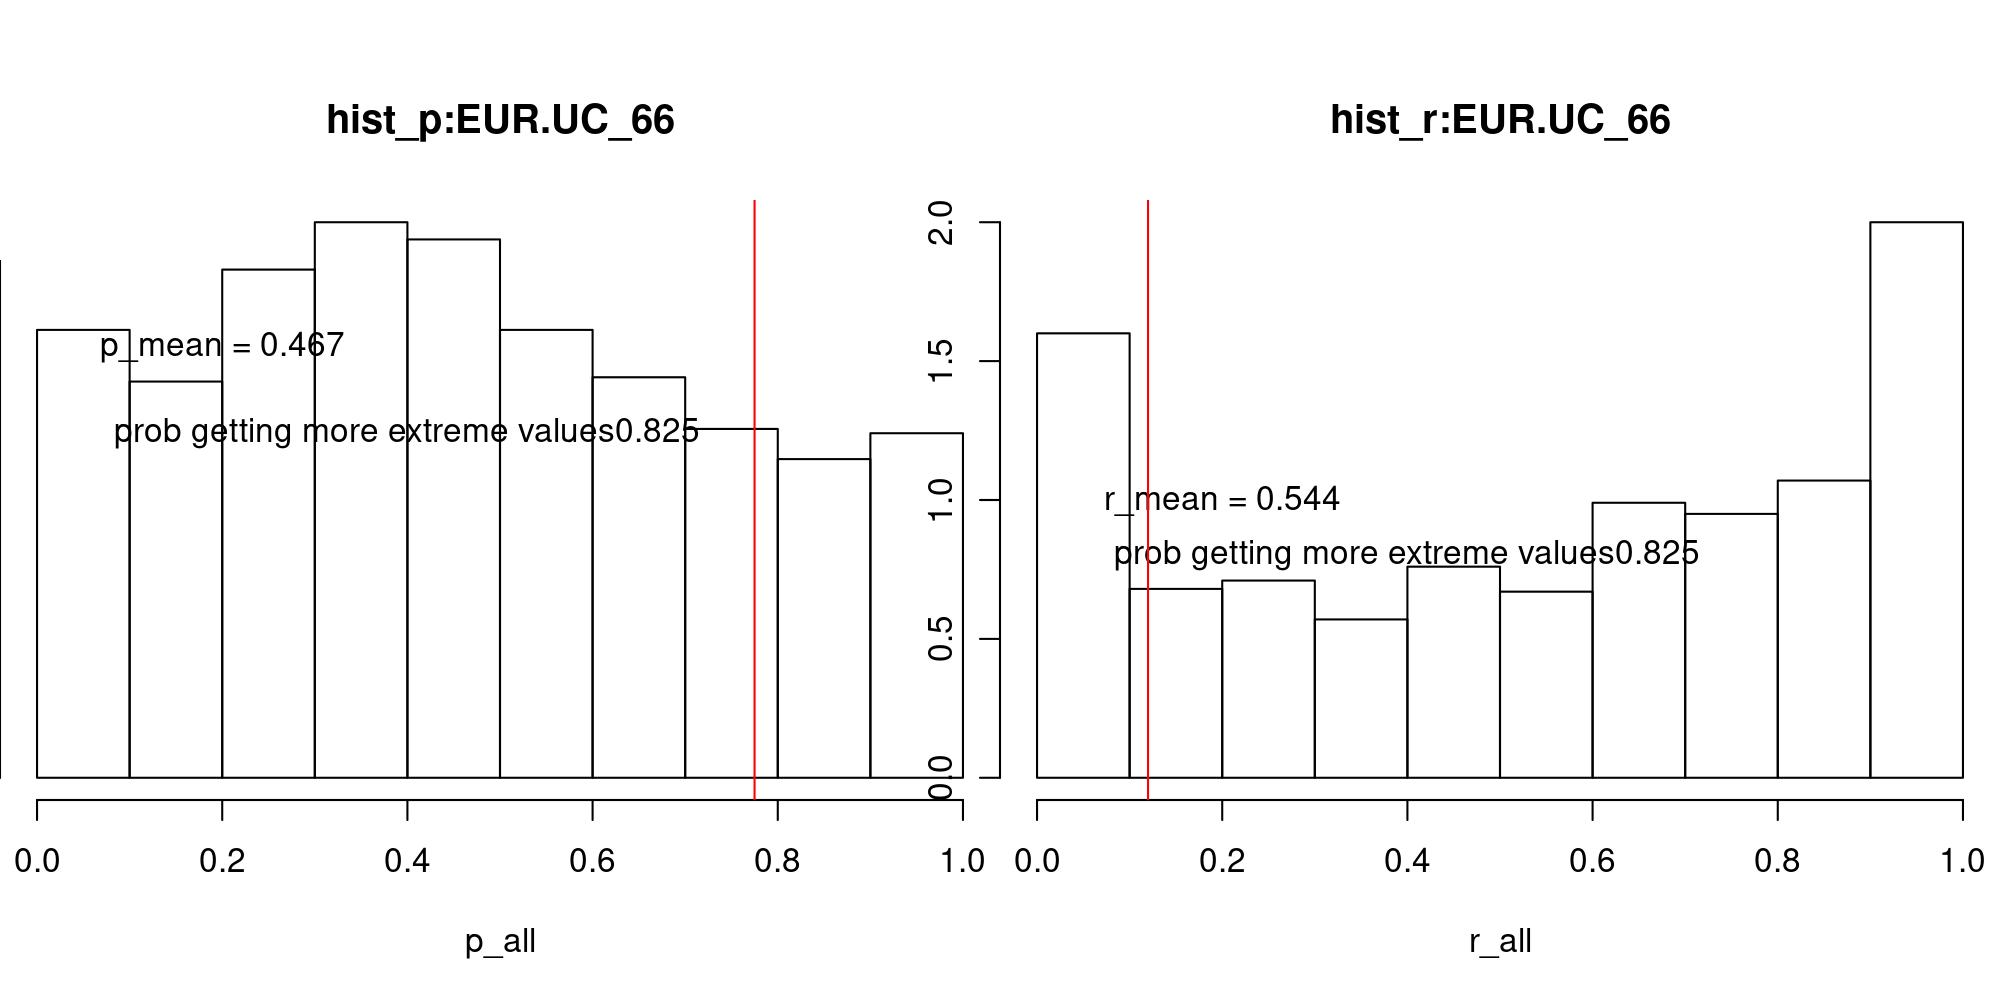 hist_p:EUR.UC_66
p_mean = 0.467
prob getting more extreme values0.825
0.0 0.2 0.4 0.6 0.8 1.0
p_all
hist_r:EUR.UC_66
2.0
1.5
1.0
0.5
0.0
r_mean = 0.544
prob getting more extreme values0.825
0.0 0.2 0.4 0.6 0.8 1.0
r_all